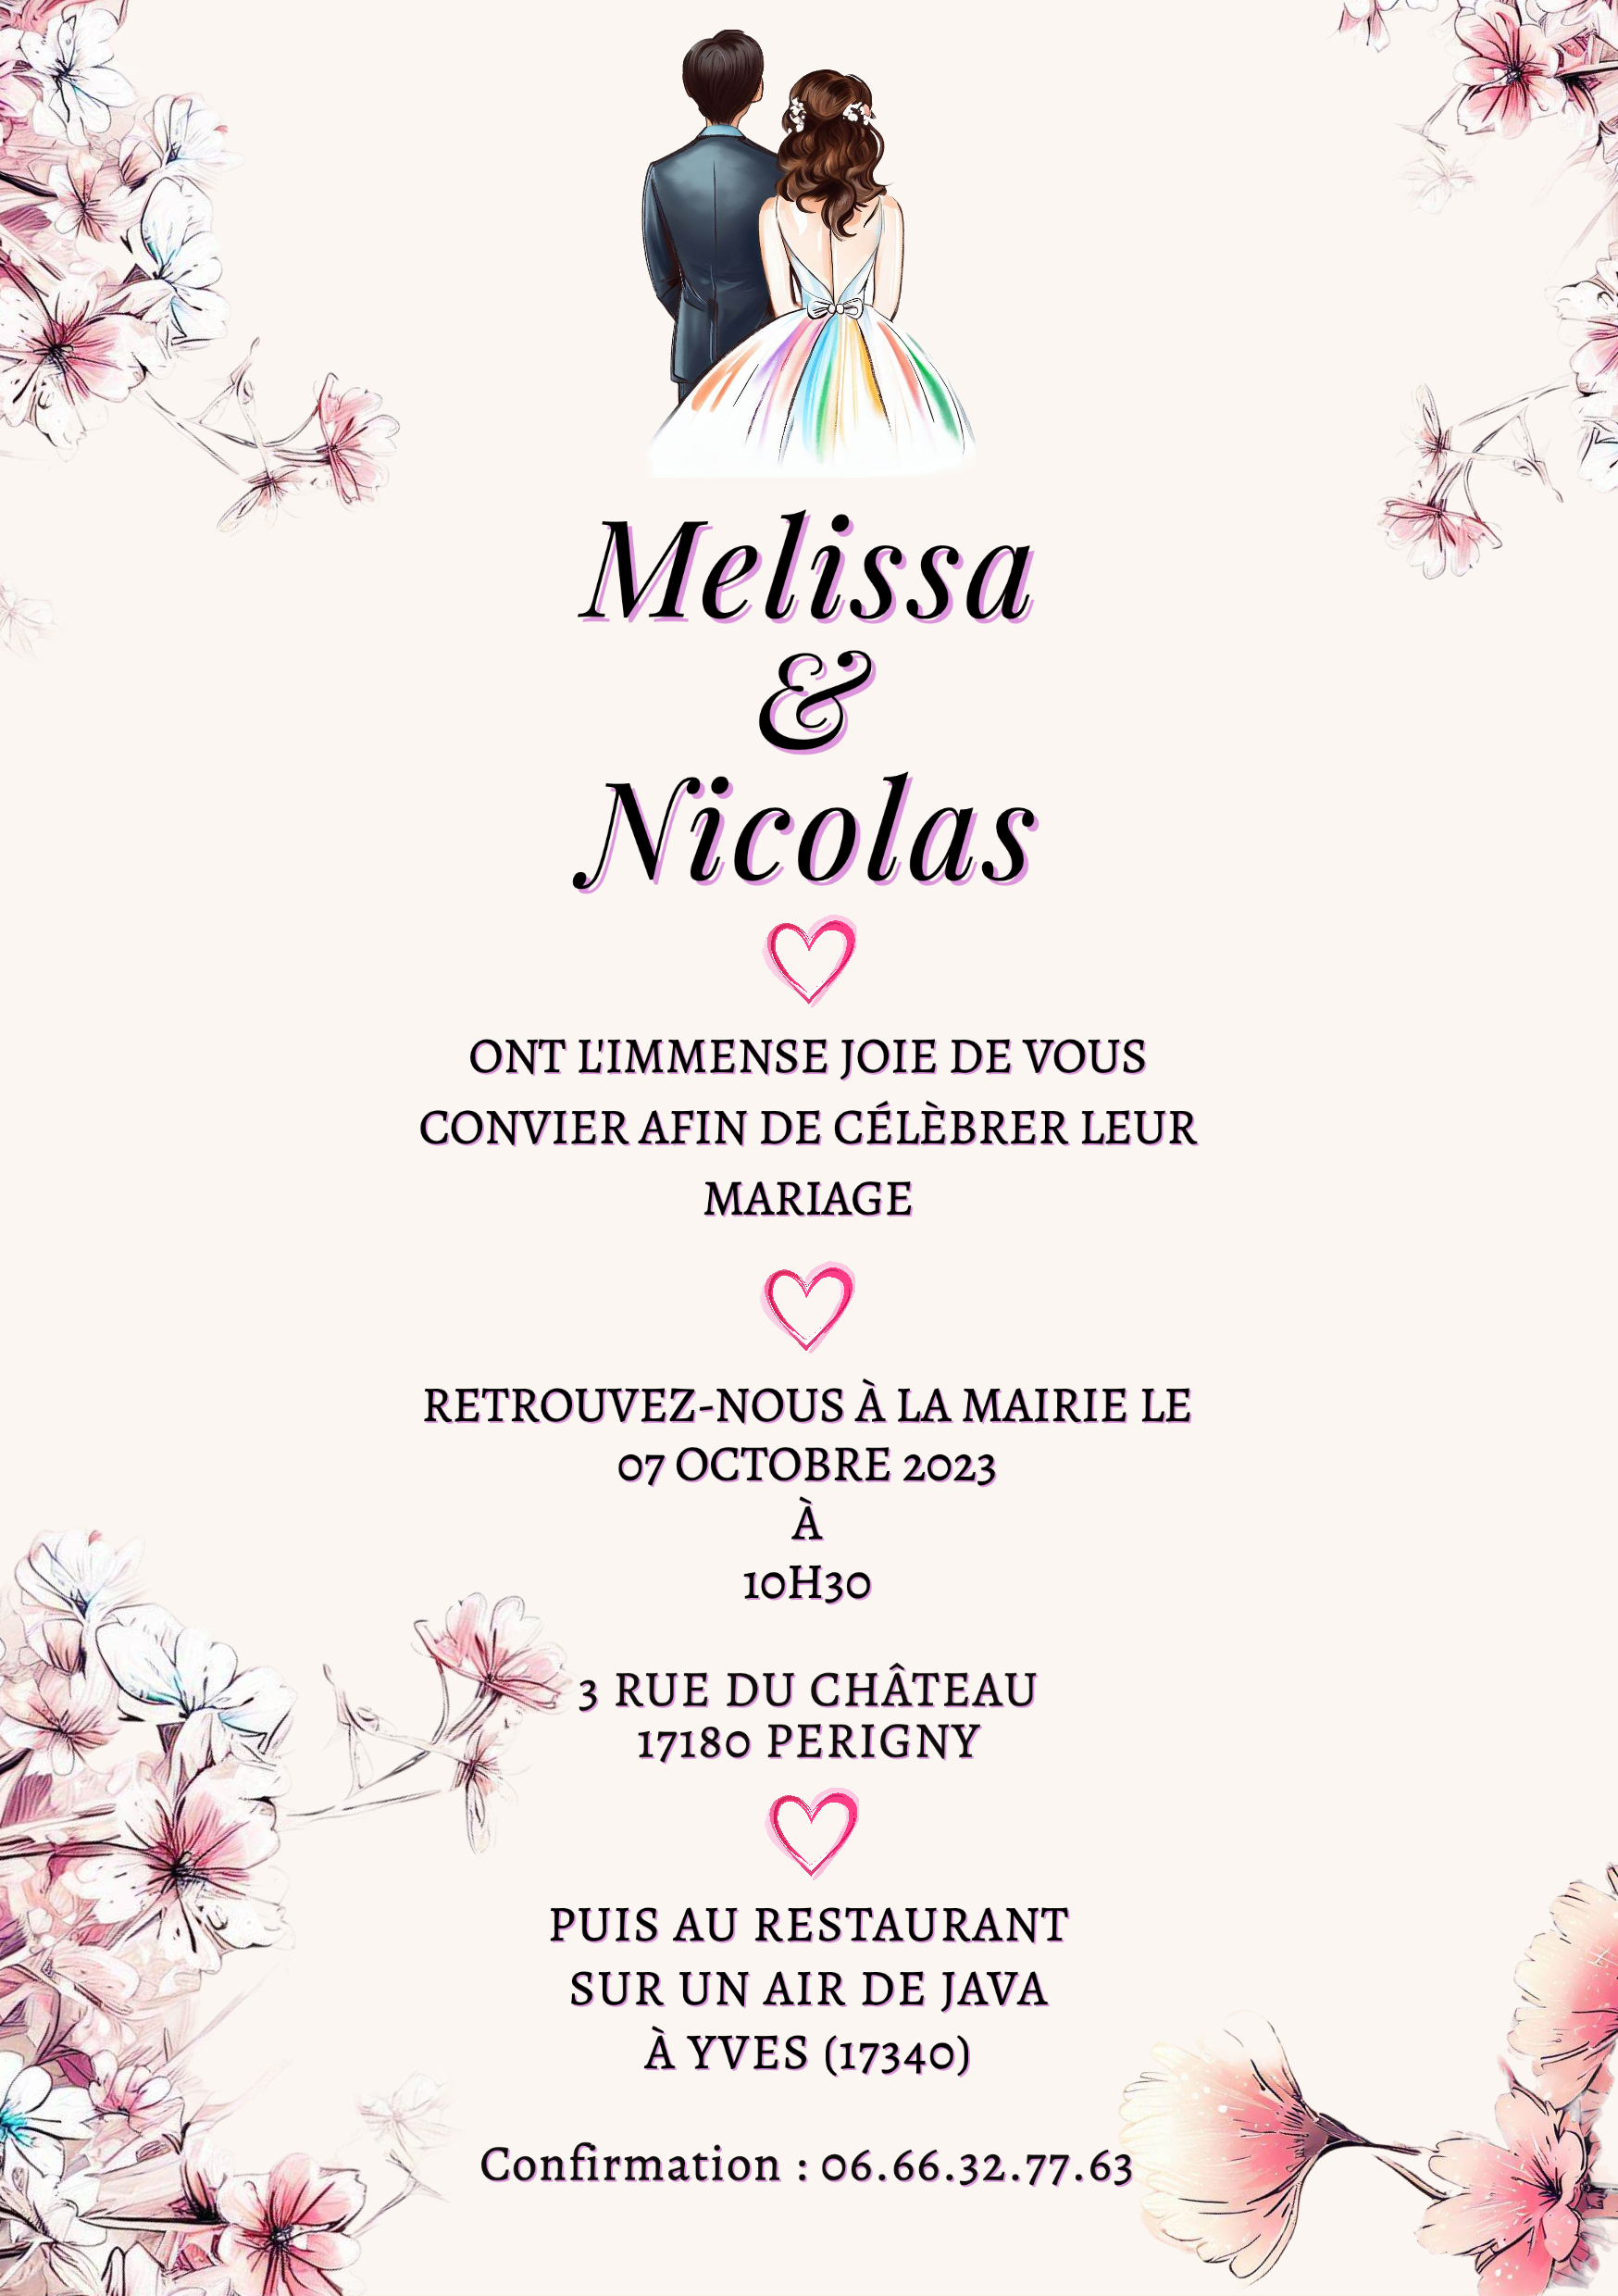 Melissa
&
Nicolas
ONT L'IMMENSE JOIE DE VOUS
CONVIER AFIN DE CÉLÈBRER LEUR
MARIAGE
RETROUVEZ-NOUS À LA MAIRIE LE
07 OCTOBRE 2023
À
10H30
3 RUE DU CHÂTEAU
17180 PERIGNY
PUIS AU RESTAURANT
SUR UN AIR DE JAVA
À YVES (17340)
Confirmation : 06.66.32.77.63